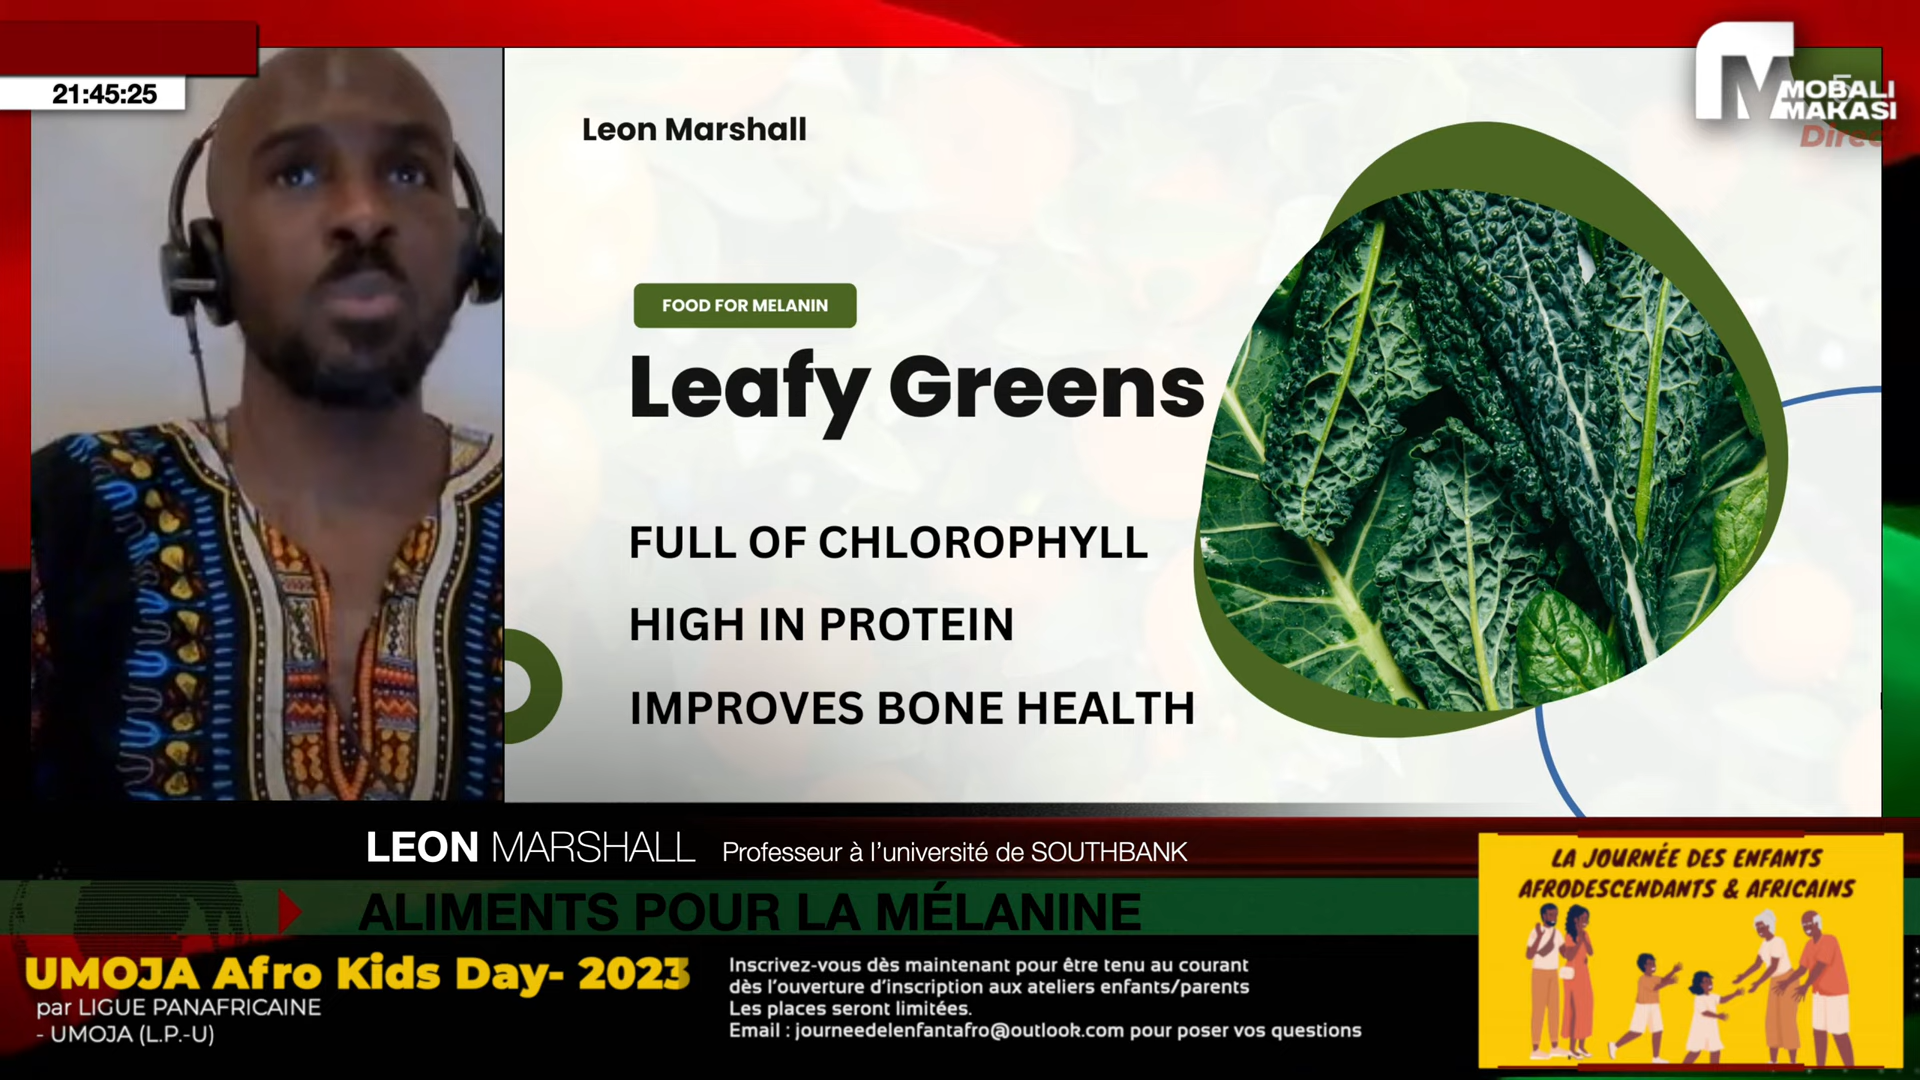 21:45:25
MOBALI
MAKASI
Direct
Leon Marshall
FOOD FOR MELANIN
Leafy Greens
FULL OF CHLOROPHYLL
HIGH IN PROTEIN
IMPROVES BONE HEALTH
LEON MARSHALL Professeur à l'université de SOUTHBANK
ALIMENTS POUR LA MÉLANINE
UMOJA Afro Kids Day- 2023
par LIGUE PANAFRICAINE
- UMOJA (L.P.-U)
Inscrivez-vous dès maintenant pour être tenu au courant
dès l'ouverture d'inscription aux ateliers enfants/parents
Les places seront limitées.
Email : journeedelenfantafro@outlook.com pour poser vos questions
LA JOURNÉE DES ENFANTS
AFRODESCENDANTS & AFRICAINS